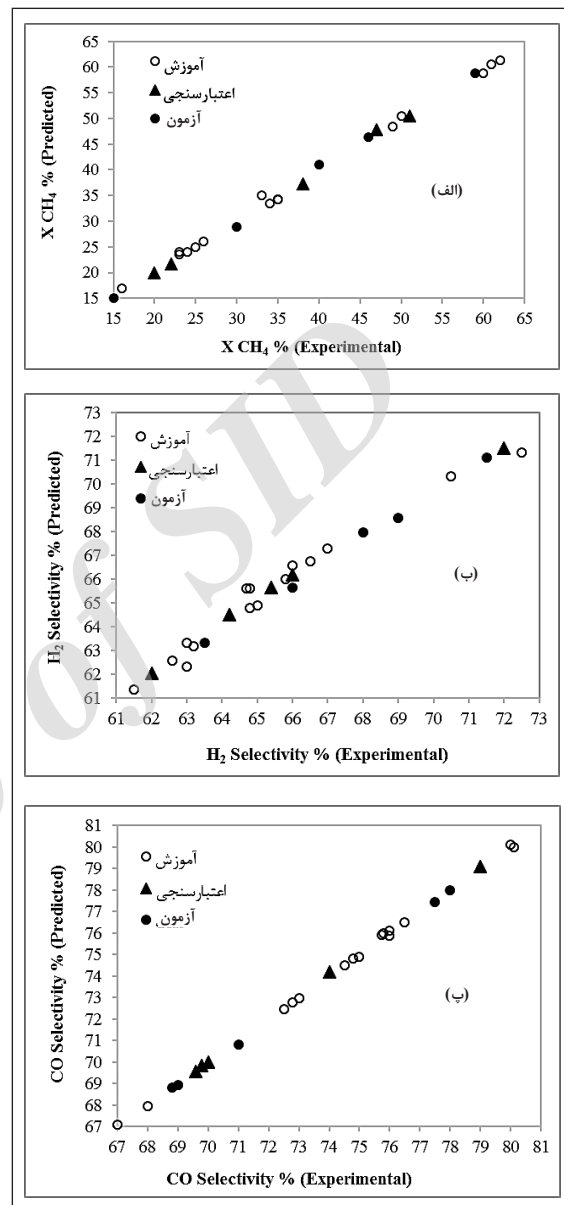 65
60
55
50
45
40
35
30
25
20
15
X CH₄ % (Predicted)
آموزش
اعتبارسنجی
آزمون
(الف)
15 20 25 30 35 40 45 50 55 60 65
X CH₄ % (Experimental)
73
72
71
70
69
68
67
66
65
64
63
62
61
H₂ Selectivity % (Predicted)
آموزش
اعتبارسنجی
آزمون
(ب)
61 62 63 64 65 66 67 68 69 70 71 72 73
H₂ Selectivity % (Experimental)
81
80
79
78
77
76
75
74
73
72
71
70
69
68
67
CO Selectivity % (Predicted)
آموزش
اعتبارسنجی
آزمون
(پ)
67 68 69 70 71 72 73 74 75 76 77 78 79 80 81
CO Selectivity % (Experimental)
of SID